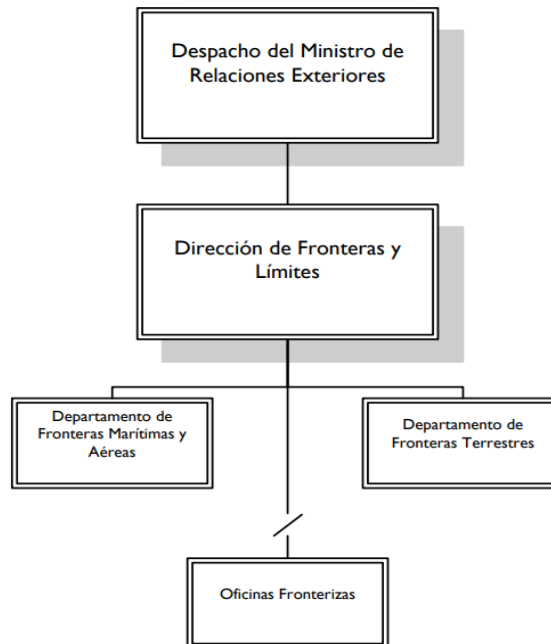 Despacho del Ministro de
Relaciones Exteriores
Dirección de Fronteras y
Límites
Departamento de
Fronteras Marítimas y
Aéreas
Departamento de
Fronteras Terrestres
Oficinas Fronterizas